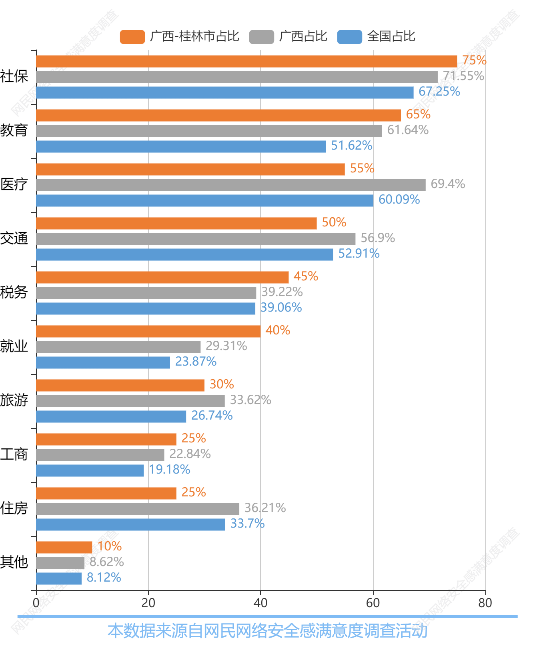 广西-桂林市占比 广西占比 全国占比
社保 75% 71.55% 67.25%
教育 65% 61.64% 51.62%
医疗 55% 69.4% 60.09%
交通 50% 56.9% 52.91%
税务 45% 39.22% 39.06%
就业 40% 29.31% 23.87%
旅游 30% 33.62% 26.74%
工商 25% 22.84% 19.18%
住房 25% 36.21% 33.7%
其他 10% 8.62% 8.12%
0 20 40 60 80
本数据来源自网民网络安全感满意度调查活动